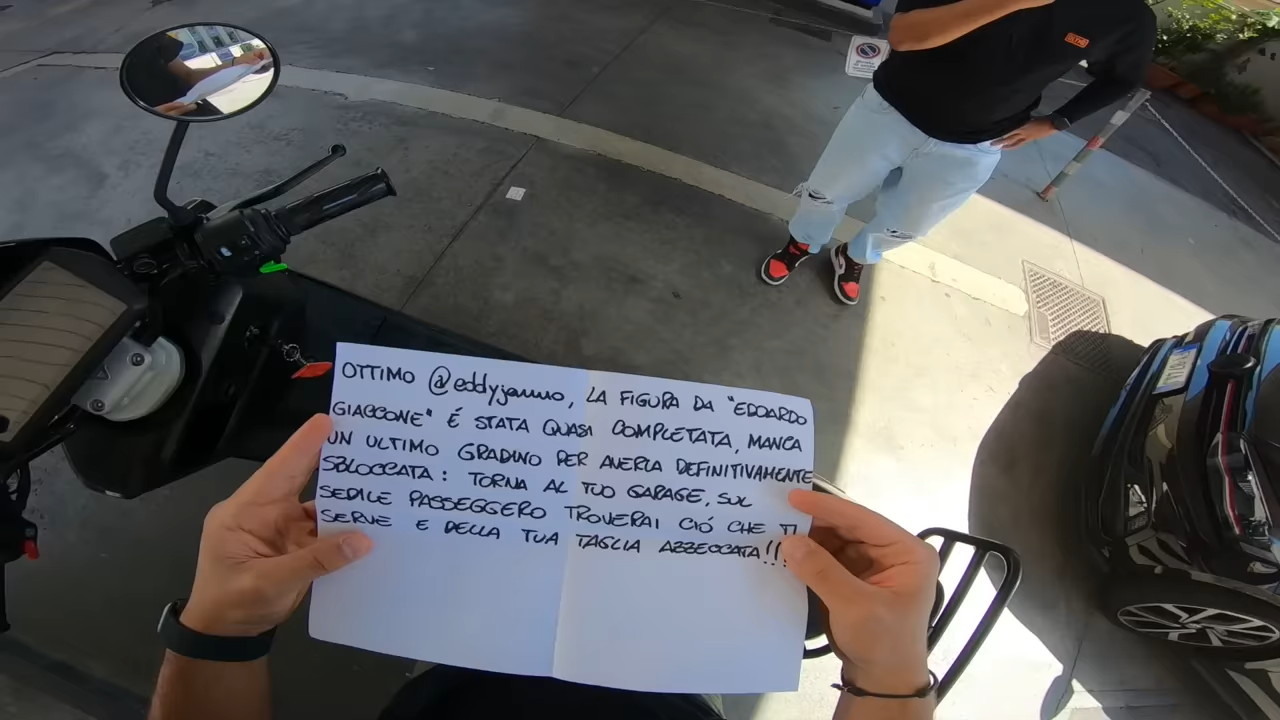 OTTIMO @eddyjanno, LA FIGURA DA "EDOARDO
GIACCONE" É STATA QUASI COMPLETATA, MANCA
UN ULTIMO GRADINO PER AVERLA DEFINITIVAMENTE
SBLOCCATA: TORNA AL TUO GARAGE, SUL
SEDILE PASSEGGERO TROVERAI CIÓ CHE TI
SERVE E DELLA TUA TAGLIA AZZECCATA!!!